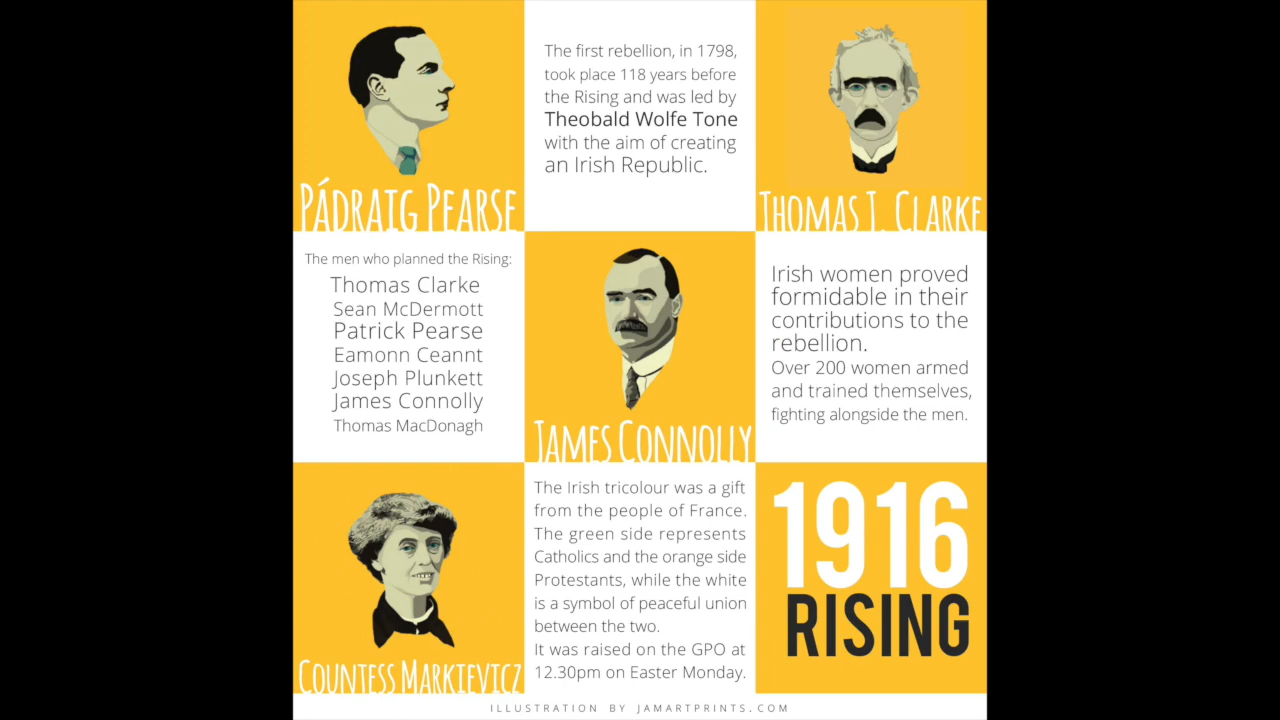 The first rebellion, in 1798,
took place 118 years before
the Rising and was led by
Theobald Wolfe Tone
with the aim of creating
an Irish Republic.
PÁDRAIG PEARSE
THOMAS J. CLARKE
The men who planned the Rising:
Thomas Clarke
Sean McDermott
Patrick Pearse
Eamonn Ceannt
Joseph Plunkett
James Connolly
Thomas MacDonagh
JAMES CONNOLLY
Irish women proved
formidable in their
contributions to the
rebellion.
Over 200 women armed
and trained themselves,
fighting alongside the men.
COUNTESS MARKIEVICZ
The Irish tricolour was a gift
from the people of France.
The green side represents
Catholics and the orange side
Protestants, while the white
is a symbol of peaceful union
between the two.
It was raised on the GPO at
12.30pm on Easter Monday.
1916
RISING
ILLUSTRATION BY JAMARTPRINTS.COM